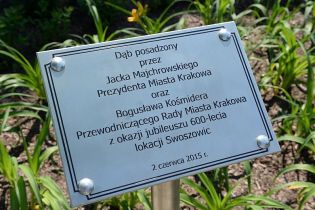 Dąb posadzony
przez
Jacka Majchrowskiego
Prezydenta Miasta Krakowa
oraz
Bogusława Kośmidera
Przewodniczącego Rady Miasta Krakowa
z okazji jubileuszu 600-lecia
lokacji Swoszowic
2 czerwca 2015 r.